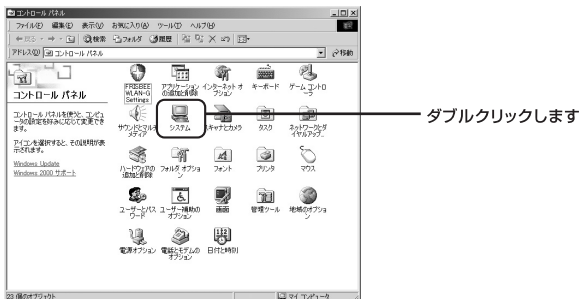 コントロール パネル
ファイル(F) 編集(E) 表示(V) お気に入り(A) ツール(T) ヘルプ(H)
戻る 検索 フォルダ 履歴
アドレス(D) コントロール パネル 移動
コントロール パネル
コントロール パネルを使うと、コンピュ
ータの設定を好みに応じて変更でき
ます。
アイコンを選択すると、その説明が表
示されます。
Windows Update
Windows 2000 サポート
FRISBEE
WLAN-G
Settings
アプリケーション
の追加と削除
インターネット オ
プション
キーボード
ゲーム コントロ
ーラ
サウンドとマルチ
メディア
システム
スキャナとカメラ
タスク
ネットワークとダ
イヤルアップ...
ハードウェアの
追加と削除
フォルダ オプショ
ン
フォント
プリンタ
マウス
ユーザーとパス
ワード
ユーザー補助の
オプション
画面
管理ツール
地域のオプショ
ン
電源オプション
電話とモデムの
オプション
日付と時刻
23 個のオブジェクト
マイ コンピュータ
ダブルクリックします